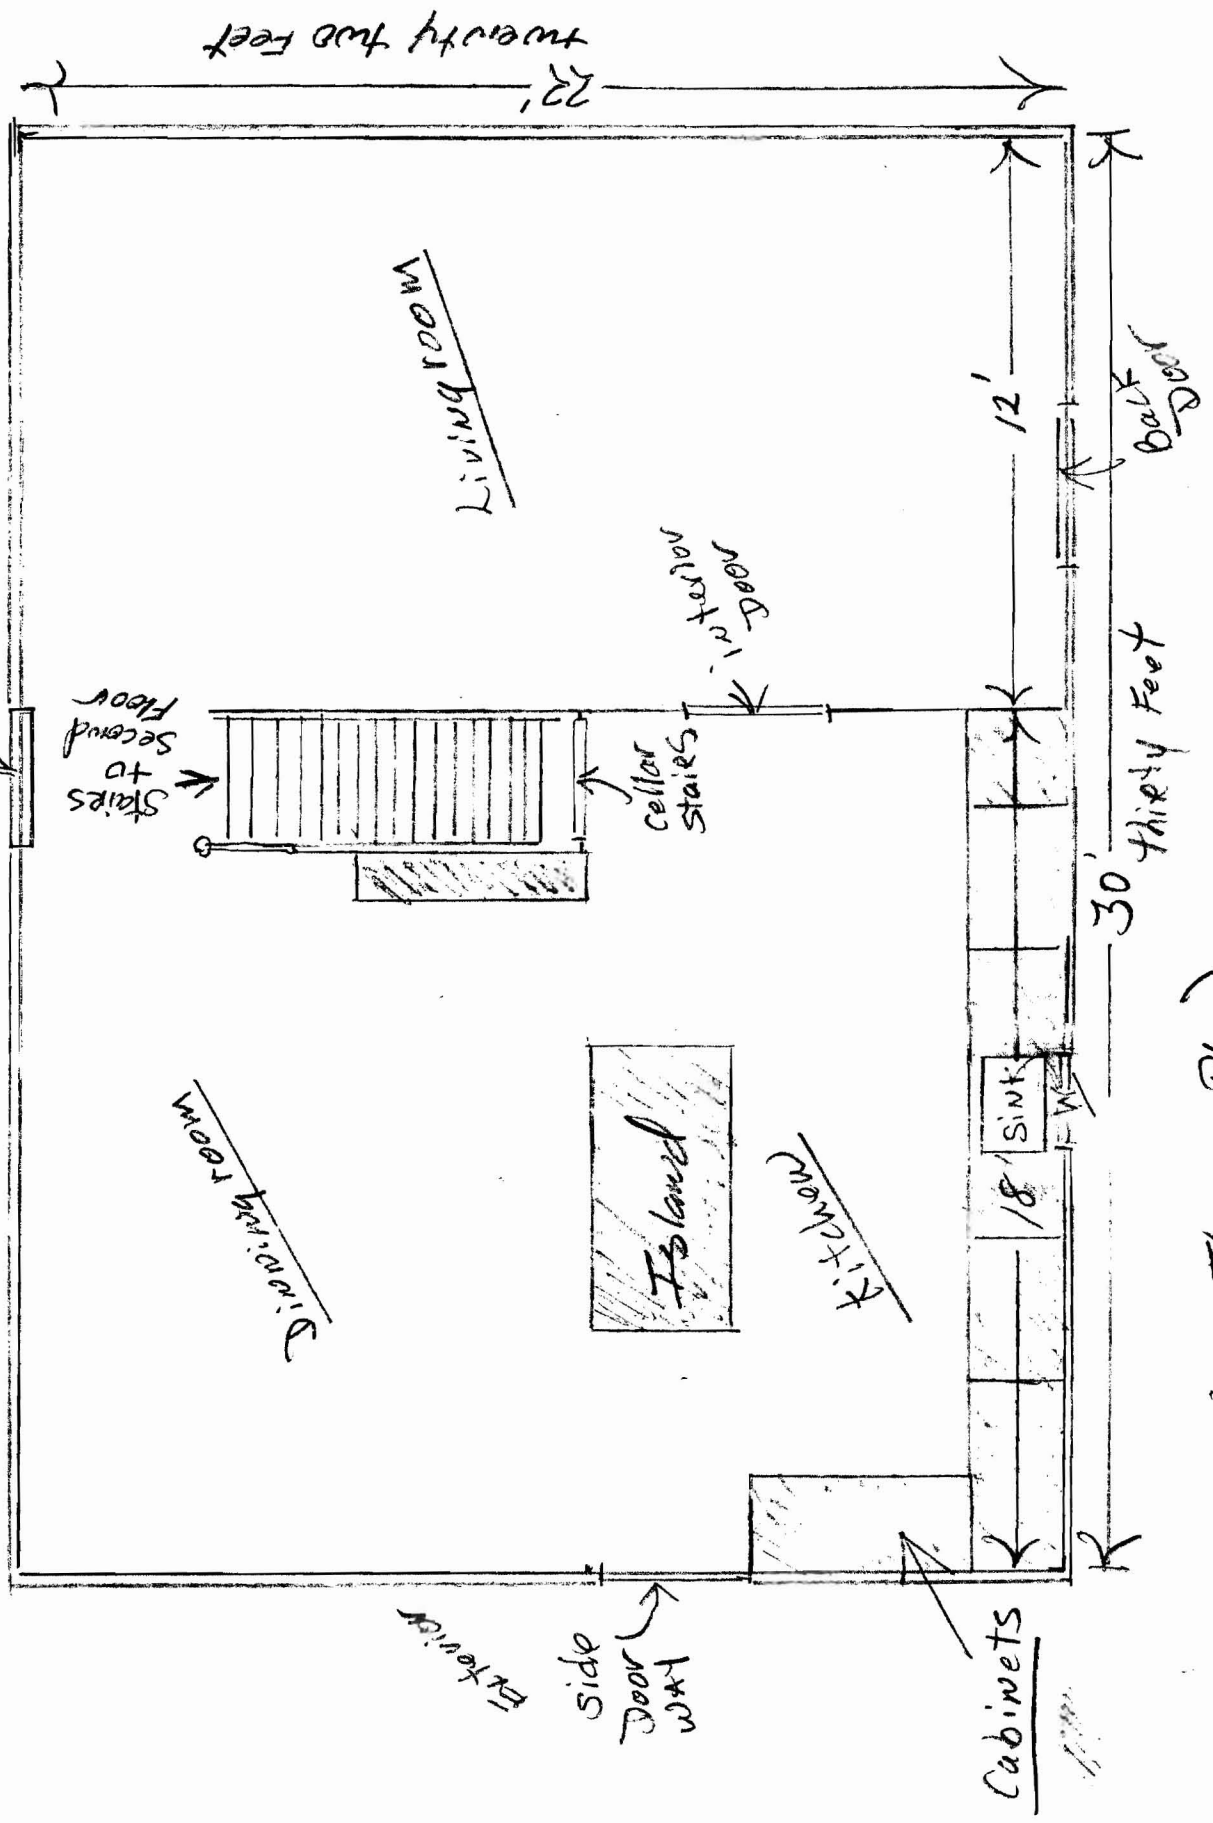 twenty two Feet
22'
Living room
12'
Back
Door
interior
Door
Stairs
to
Second
Floor
cellar
stairs
thirty Feet
30'
Dinning room
Island
Kitchen
sink
W
18'
Exterior
side
Door
way
Cabinets